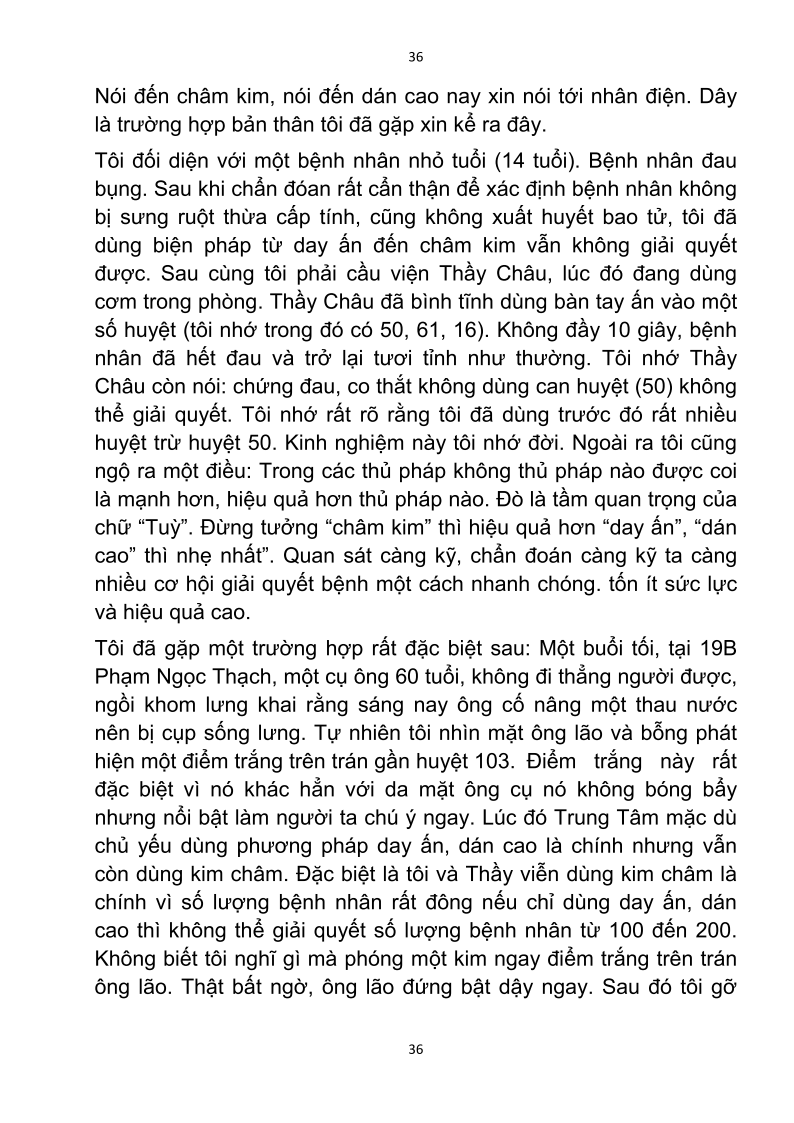 36
Nói đến châm kim, nói đến dán cao nay xin nói tới nhân điện. Dây
là trường hợp bản thân tôi đã gặp xin kể ra đây.
Tôi đối diện với một bệnh nhân nhỏ tuổi (14 tuổi). Bệnh nhân đau
bụng. Sau khi chẩn đóan rất cẩn thận để xác định bệnh nhân không
bị sưng ruột thừa cấp tính, cũng không xuất huyết bao tử, tôi đã
dùng biện pháp từ day ấn đến châm kim vẫn không giải quyết
được. Sau cùng tôi phải cầu viện Thầy Châu, lúc đó đang dùng
cơm trong phòng. Thầy Châu đã bình tĩnh dùng bàn tay ấn vào một
số huyệt (tôi nhớ trong đó có 50, 61, 16). Không đầy 10 giây, bệnh
nhân đã hết đau và trở lại tươi tỉnh như thường. Tôi nhớ Thầy
Châu còn nói: chứng đau, co thắt không dùng can huyệt (50) không
thể giải quyết. Tôi nhớ rất rõ rằng tôi đã dùng trước đó rất nhiều
huyệt trừ huyệt 50. Kinh nghiệm này tôi nhớ đời. Ngoài ra tôi cũng
ngộ ra một điều: Trong các thủ pháp không thủ pháp nào được coi
là mạnh hơn, hiệu quả hơn thủ pháp nào. Đò là tầm quan trọng của
chữ “Tuỳ”. Đừng tưởng “châm kim” thì hiệu quả hơn “day ấn”, “dán
cao” thì nhẹ nhất”. Quan sát càng kỹ, chẩn đoán càng kỹ ta càng
nhiều cơ hội giải quyết bệnh một cách nhanh chóng. tốn ít sức lực
và hiệu quả cao.
Tôi đã gặp một trường hợp rất đặc biệt sau: Một buổi tối, tại 19B
Phạm Ngọc Thạch, một cụ ông 60 tuổi, không đi thẳng người được,
ngồi khom lưng khai rằng sáng nay ông cố nâng một thau nước
nên bị cụp sống lưng. Tự nhiên tôi nhìn mặt ông lão và bỗng phát
hiện một điểm trắng trên trán gần huyệt 103. Điểm trắng này rất
đặc biệt vì nó khác hẳn với da mặt ông cụ nó không bóng bẩy
nhưng nổi bật làm người ta chú ý ngay. Lúc đó Trung Tâm mặc dù
chủ yếu dùng phương pháp day ấn, dán cao là chính nhưng vẫn
còn dùng kim châm. Đặc biệt là tôi và Thầy viễn dùng kim châm là
chính vì số lượng bệnh nhân rất đông nếu chỉ dùng day ấn, dán
cao thì không thể giải quyết số lượng bệnh nhân từ 100 đến 200.
Không biết tôi nghĩ gì mà phóng một kim ngay điểm trắng trên trán
ông lão. Thật bất ngờ, ông lão đứng bật dậy ngay. Sau đó tôi gỡ
36